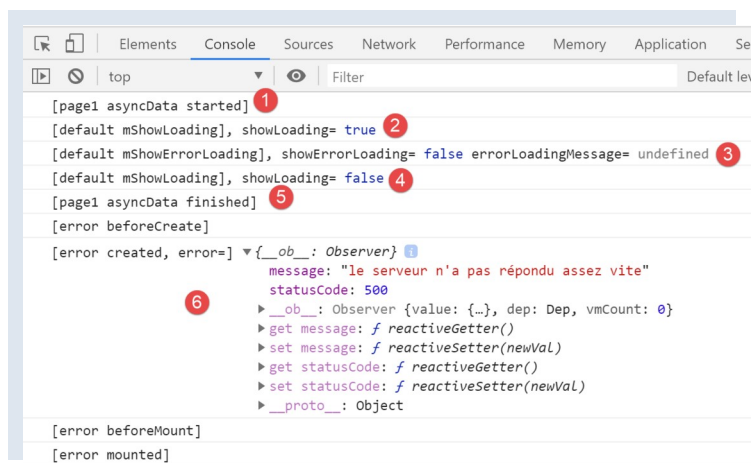 Elements Console Sources Network Performance Memory Application Se
top Filter Default lev
[page1 asyncData started] 1
[default mShowLoading], showLoading= true 2
[default mShowErrorLoading], showErrorLoading= false errorLoadingMessage= undefined 3
[default mShowLoading], showLoading= false 4
[page1 asyncData finished] 5
[error beforeCreate]
[error created, error=] ▼{__ob__: Observer} i
message: "le serveur n'a pas répondu assez vite"
statusCode: 500
6 ▶__ob__: Observer {value: {…}, dep: Dep, vmCount: 0}
▶get message: ƒ reactiveGetter()
▶set message: ƒ reactiveSetter(newVal)
▶get statusCode: ƒ reactiveGetter()
▶set statusCode: ƒ reactiveSetter(newVal)
▶__proto__: Object
[error beforeMount]
[error mounted]